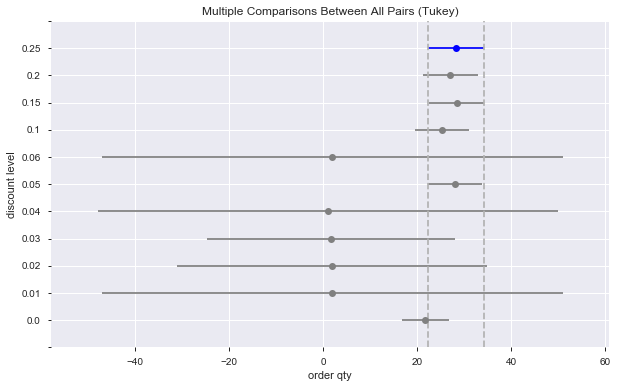 Multiple Comparisons Between All Pairs (Tukey)
0.25
0.2
0.15
0.1
0.06
0.05
0.04
0.03
0.02
0.01
0.0
discount level
−40 −20 0 20 40 60
order qty